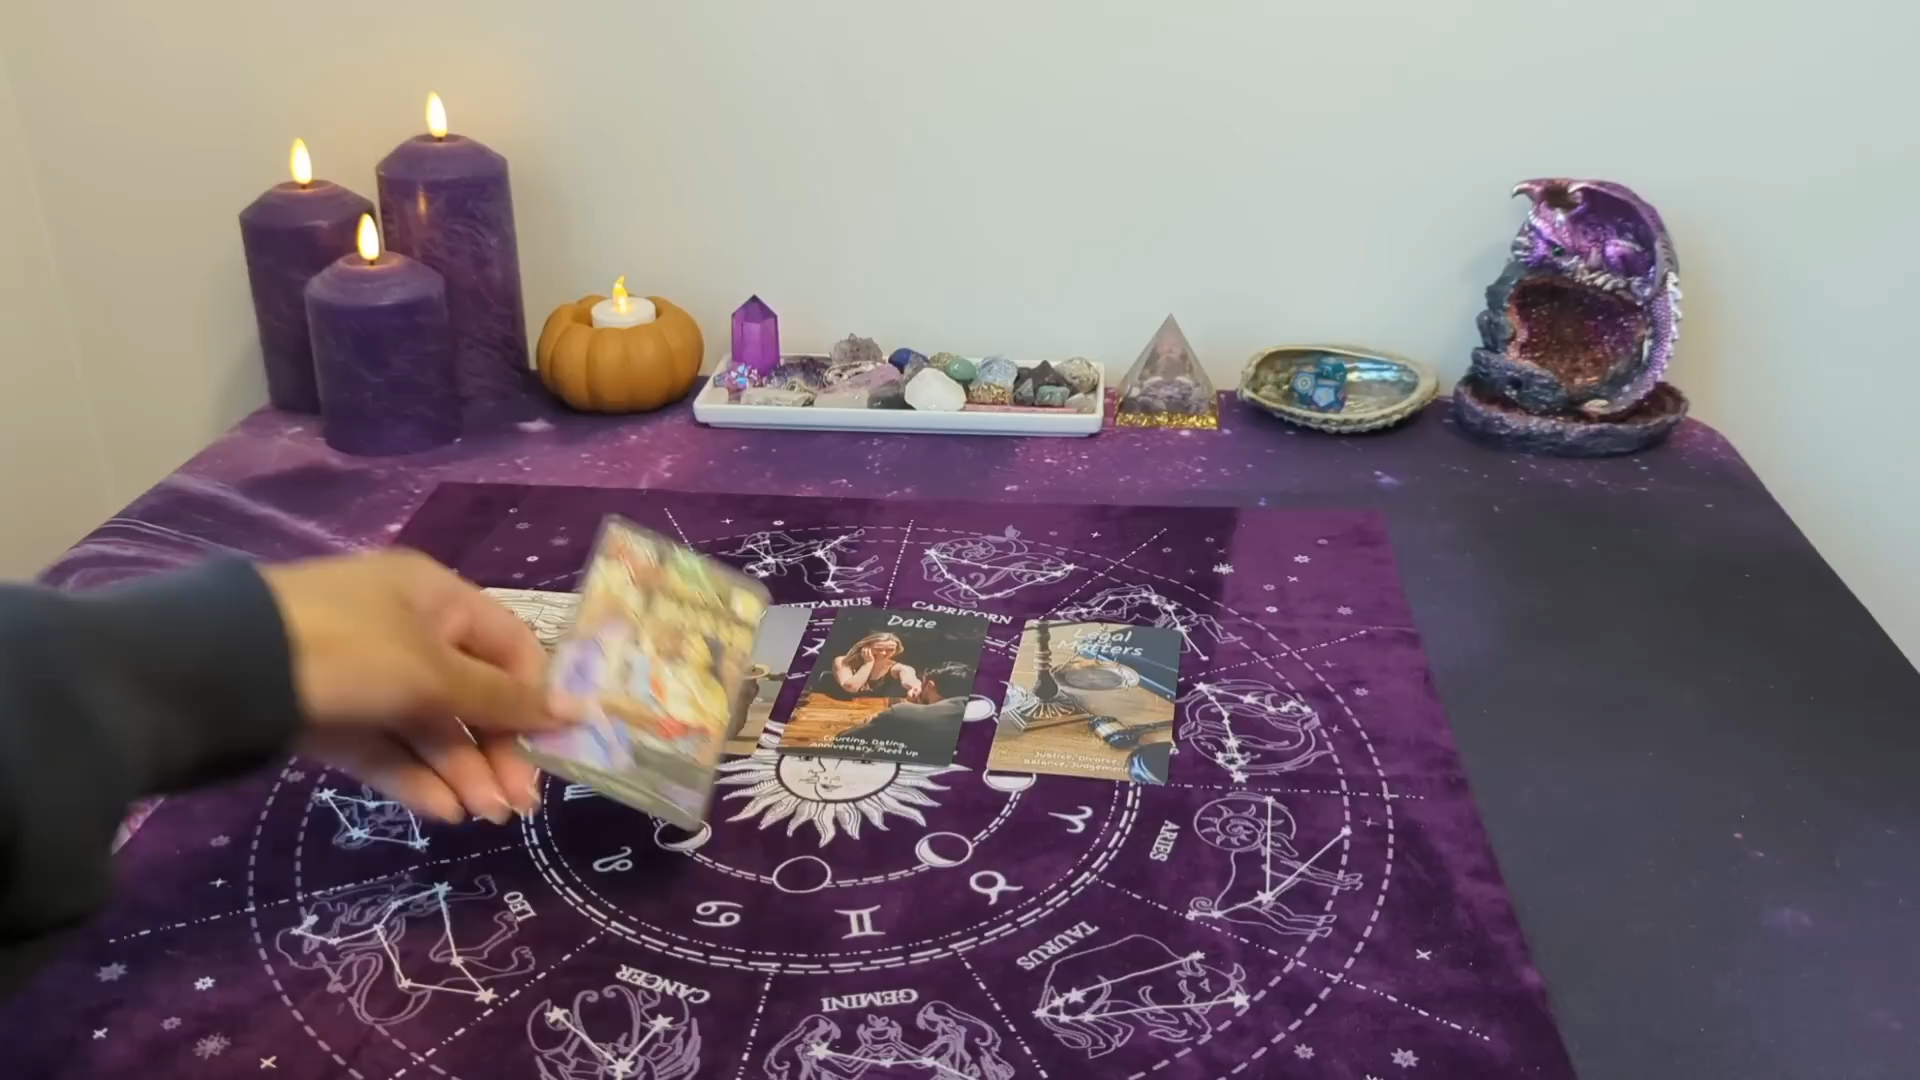 SAGITTARIUS
CAPRICORN
Date
Courting, Dating,
Anniversary, Meet up
Legal
Matters
Justice, Divorce,
Balance, Judgement
ARIES
TAURUS
GEMINI
CANCER
LEO